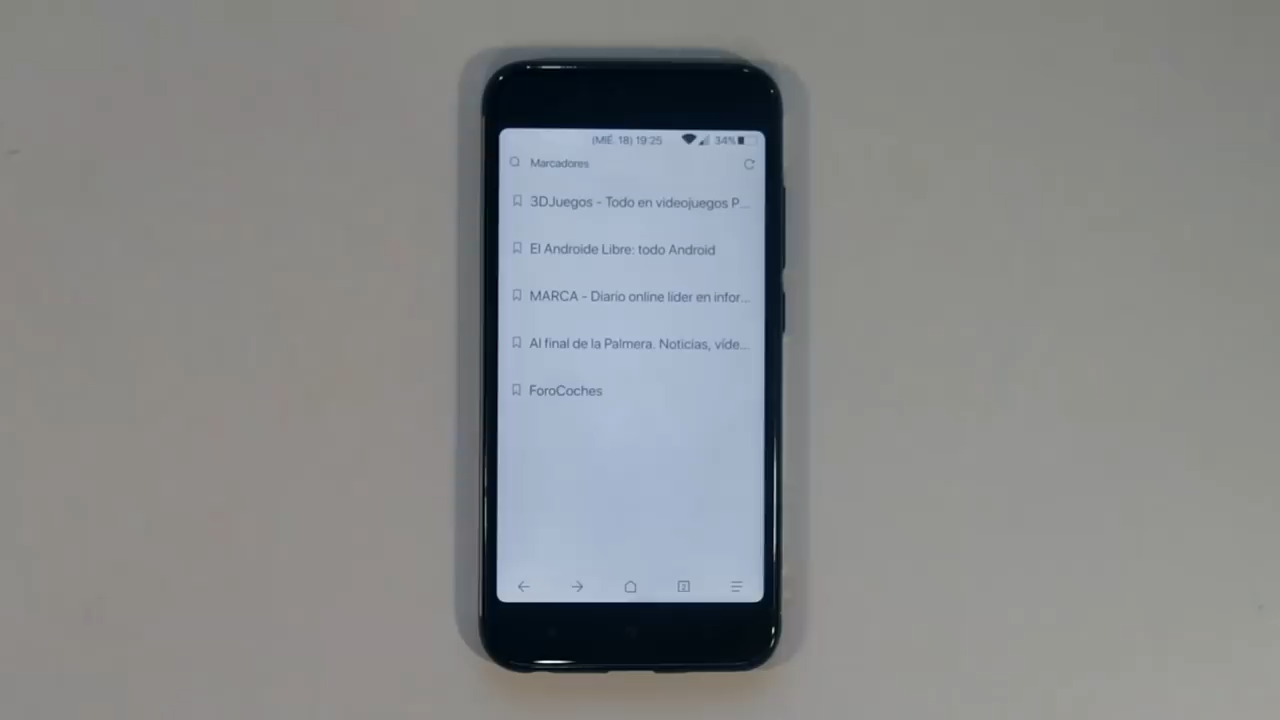 (MIÉ. 18) 19:25 34%
Marcadores
3DJuegos - Todo en videojuegos P...
El Androide Libre: todo Android
MARCA - Diario online líder en infor...
Al final de la Palmera. Noticias, víde...
ForoCoches
2